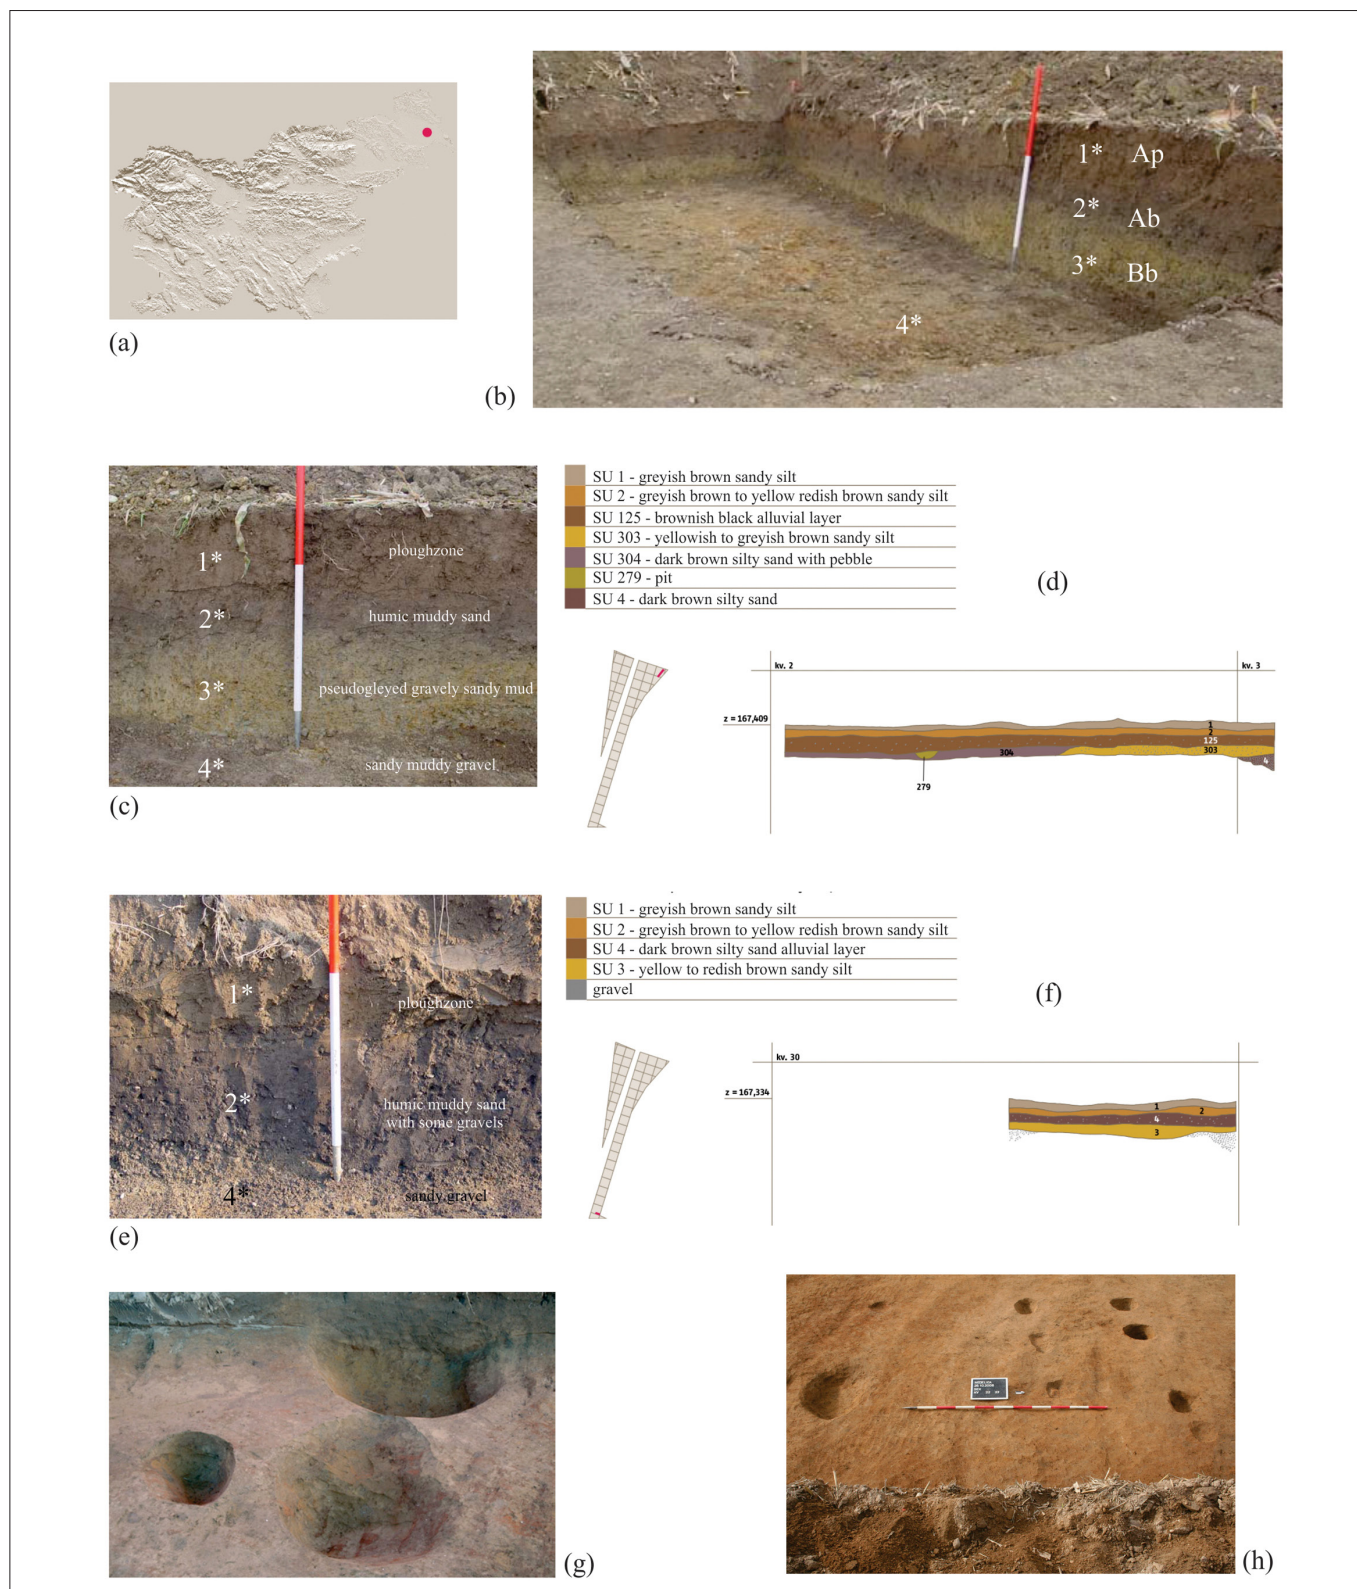 (a)
(b)
1* Ap
2* Ab
3* Bb
4*
1* ploughzone
2* humic muddy sand
3* pseudogleyed gravely sandy mud
4* sandy muddy gravel
(c)
SU 1 - greyish brown sandy silt
SU 2 - greyish brown to yellow redish brown sandy silt
SU 125 - brownish black alluvial layer
SU 303 - yellowish to greyish brown sandy silt
SU 304 - dark brown silty sand with pebble
SU 279 - pit
SU 4 - dark brown silty sand
(d)
kv. 2
kv. 3
z = 167,409
1
2
125
304
303
4
279
1* ploughzone
2* humic muddy sand
with some gravels
4* sandy gravel
(e)
SU 1 - greyish brown sandy silt
SU 2 - greyish brown to yellow redish brown sandy silt
SU 4 - dark brown silty sand alluvial layer
SU 3 - yellow to redish brown sandy silt
gravel
(f)
kv. 30
z = 167,334
1
2
4
3
(g)
(h)